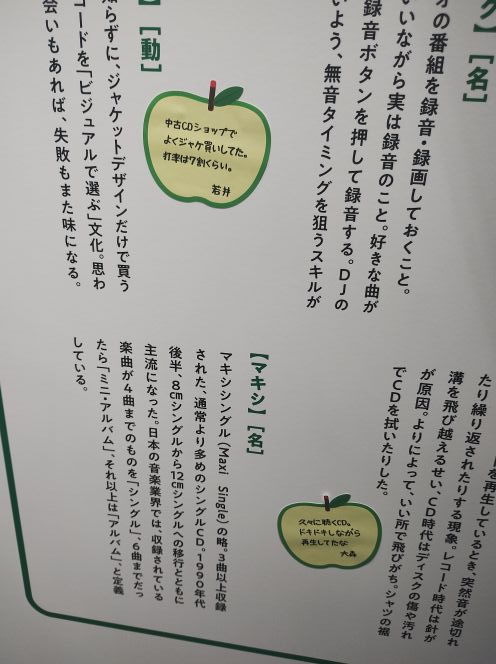 ク】【名】
オの番組を録音・録画しておくこと。
いいながら実は録音のこと。好きな曲が
録音ボタンを押して録音する。DJの
いよう、無音タイミングを狙うスキルが
】【動】
知らずに、ジャケットデザインだけで買う
コードを「ビジュアルで選ぶ」文化。思わ
会いもあれば、失敗もまた味になる。
中古CDショップで
よくジャケ買いしてた。
打率は7割くらい。
若井
を再生しているとき、突然音が途切れ
たり繰り返されたりする現象。レコード時代は針が
溝を飛び越えるせい、CD時代はディスクの傷や汚れ
が原因。よりによって、いい所で飛びがち。シャツの裾
でCDを拭いたりした。
久々に聴くCD。
ドキドキしながら
再生してたな
大森
【マキシ】【名】
マキシシングル(Maxi Single)の略。3曲以上収録
された、通常より多めのシングルCD。1990年代
後半、8㎝シングルから12㎝シングルへの移行とともに
主流になった。日本の音楽業界では、収録されている
楽曲が4曲までのものを「シングル」、6曲までだっ
たら「ミニ・アルバム」、それ以上は「アルバム」、と定義
している。